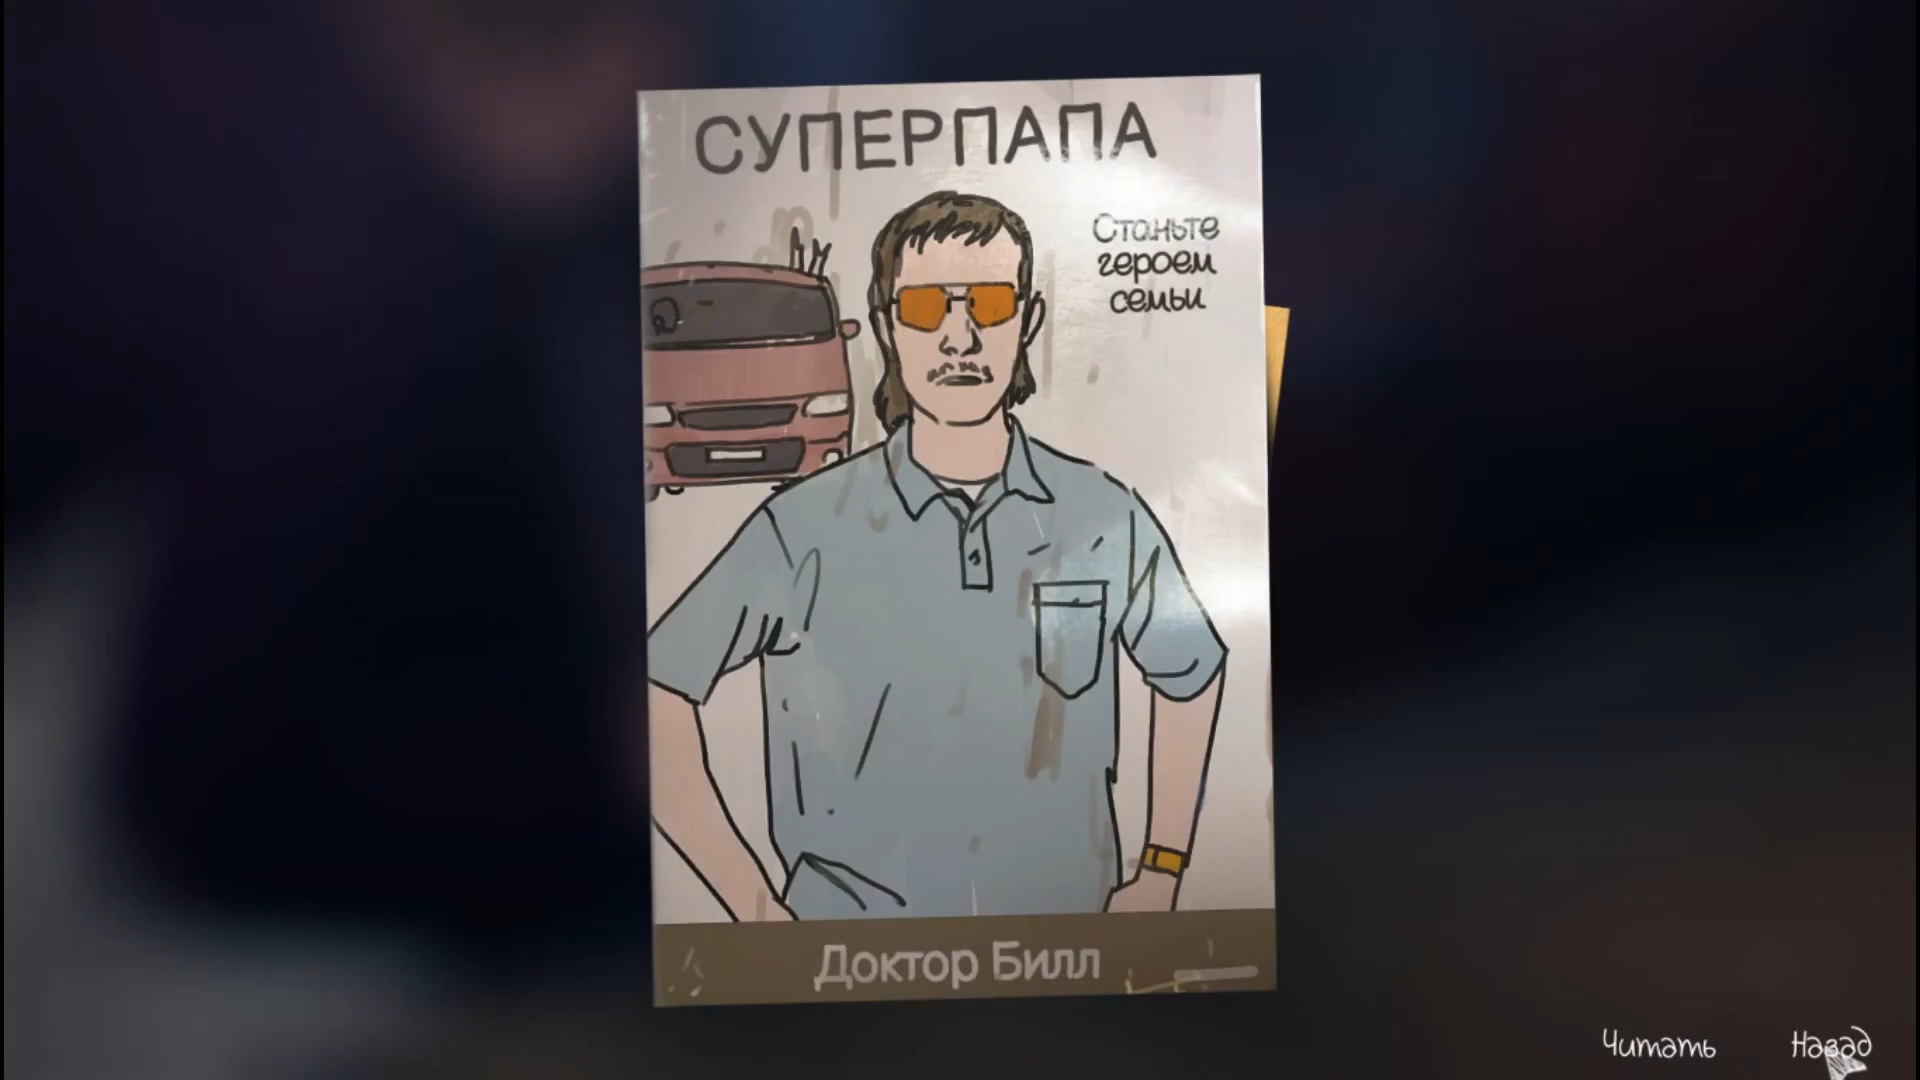 СУПЕРПАПА
Станьте
героем
семьи
Доктор Билл
Читать
Назад